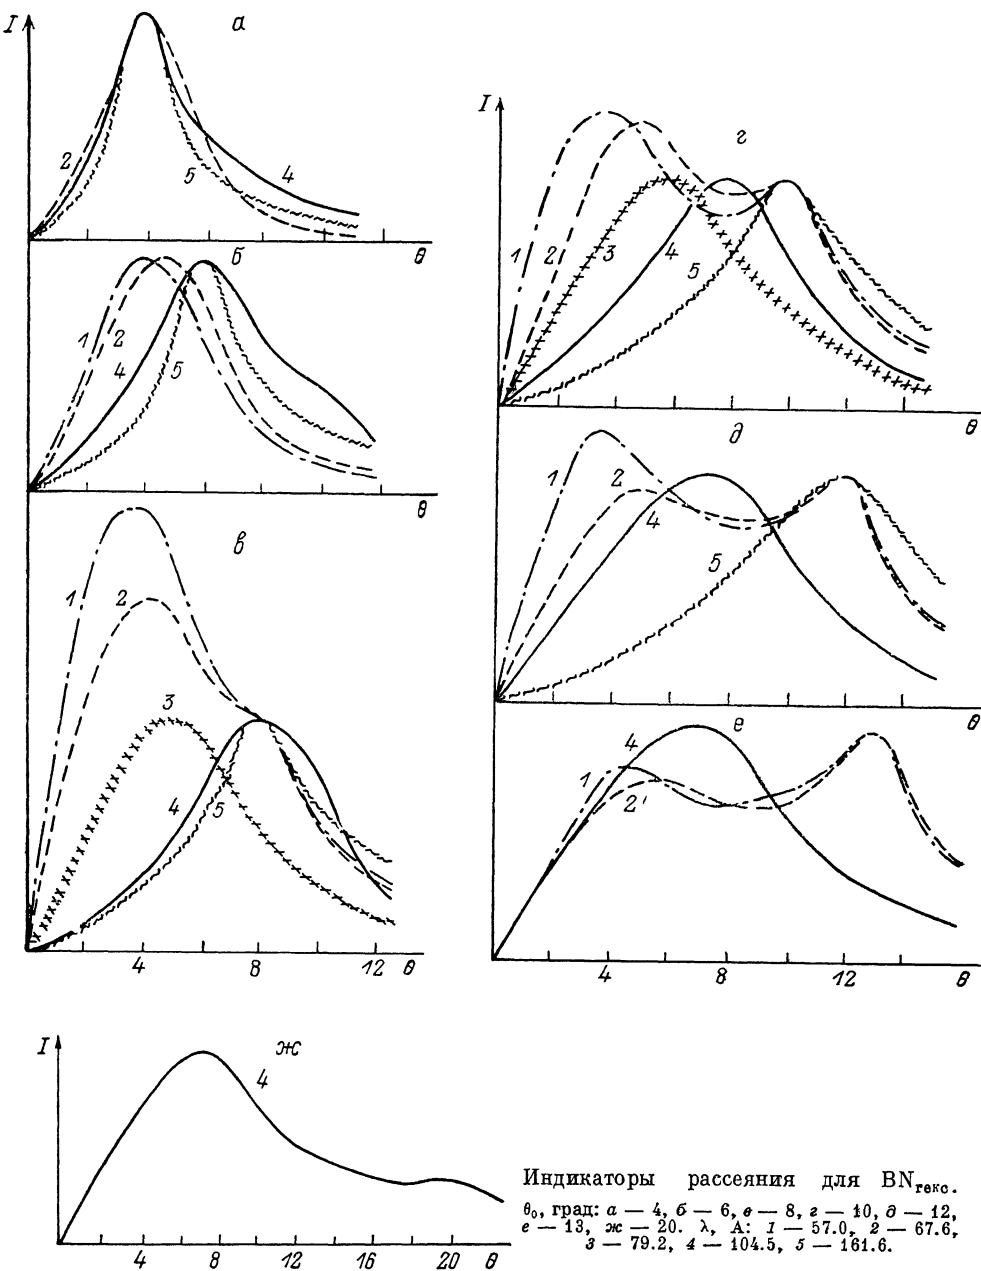 I
а
2
5
4
θ
б
1
2
4
5
θ
в
1
2
3
4
5
4
8
12
θ
I
г
1
2
3
4
5
θ
д
1
2
4
5
θ
е
4
1
2'
4
8
12
θ
I
ж
4
4
8
12
16
20
θ
Индикаторы рассеяния для BNгекс.
θ₀, град: а — 4, б — 6, в — 8, г — 10, д — 12,
е — 13, ж — 20. λ, А: 1 — 57.0, 2 — 67.6,
3 — 79.2, 4 — 104.5, 5 — 161.6.